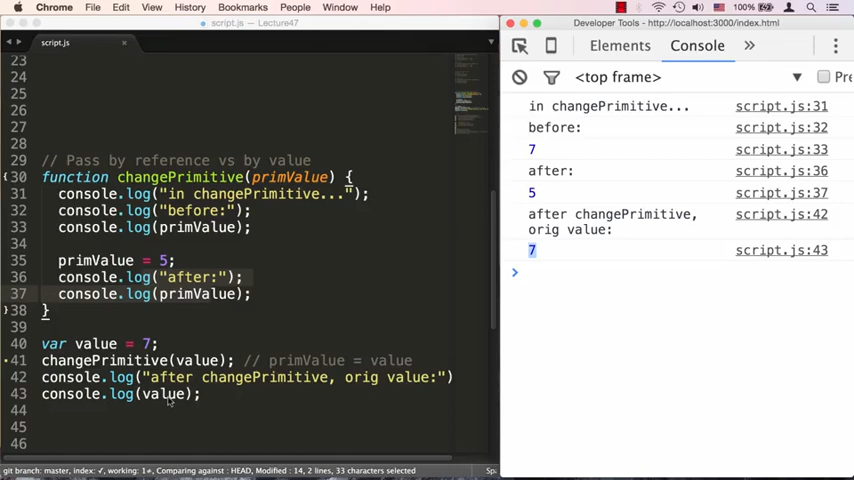 Chrome File Edit View History Bookmarks People Window Help 100%
script.js — Lecture47
Developer Tools - http://localhost:3000/index.html
script.js ×
Elements Console »
<top frame> ▼ Pre
23
24
25
26
27
28
29 // Pass by reference vs by value
30 function changePrimitive(primValue) {
31 console.log("in changePrimitive...");
32 console.log("before:");
33 console.log(primValue);
34
35 primValue = 5;
36 console.log("after:");
37 console.log(primValue);
38 }
39
40 var value = 7;
41 changePrimitive(value); // primValue = value
42 console.log("after changePrimitive, orig value:")
43 console.log(value);
44
45
46
in changePrimitive... script.js:31
before: script.js:32
7 script.js:33
after: script.js:36
5 script.js:37
after changePrimitive, script.js:42
orig value:
7 script.js:43
>
git branch: master, index: ✓, working: 1≠, Comparing against : HEAD, Modified : 14, 2 lines, 33 characters selected Spa